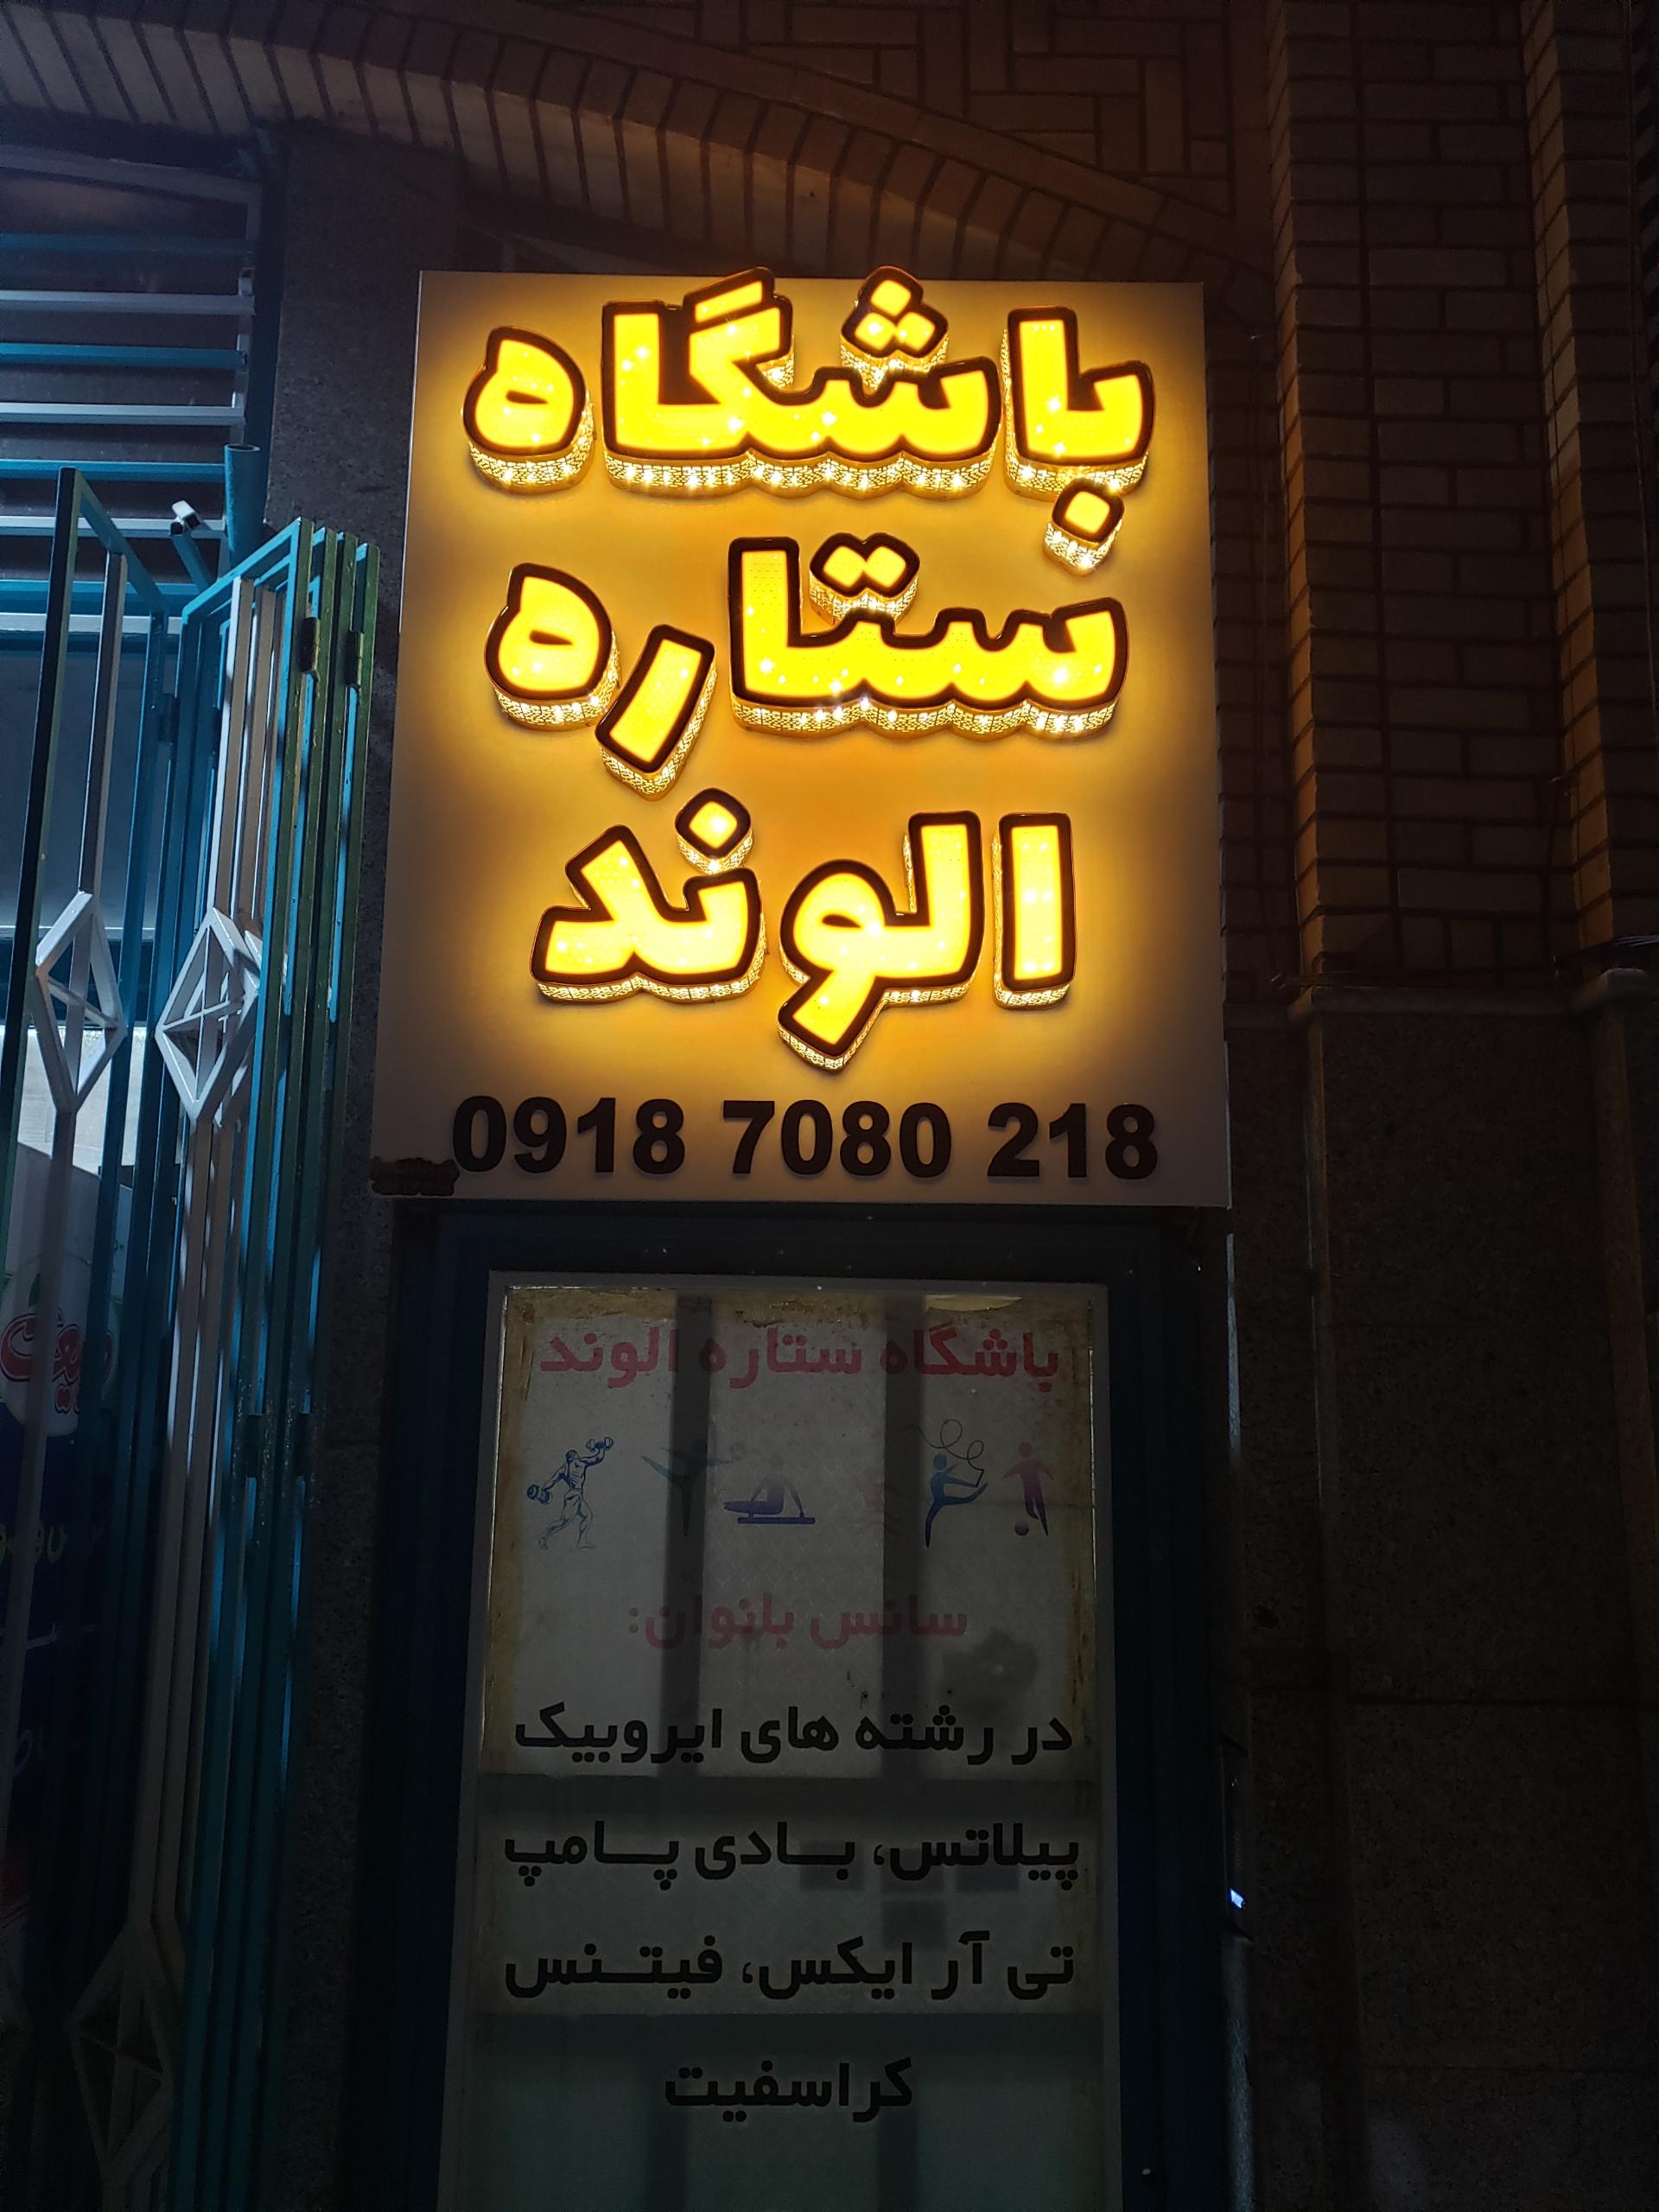 باشگاه
ستاره
الوند
0918 7080 218
باشگاه ستاره الوند
سانس بانوان:
در رشته های ایروبیک
پیلاتس، بادی پامپ
تی آر ایکس، فیتنس
کراسفیت